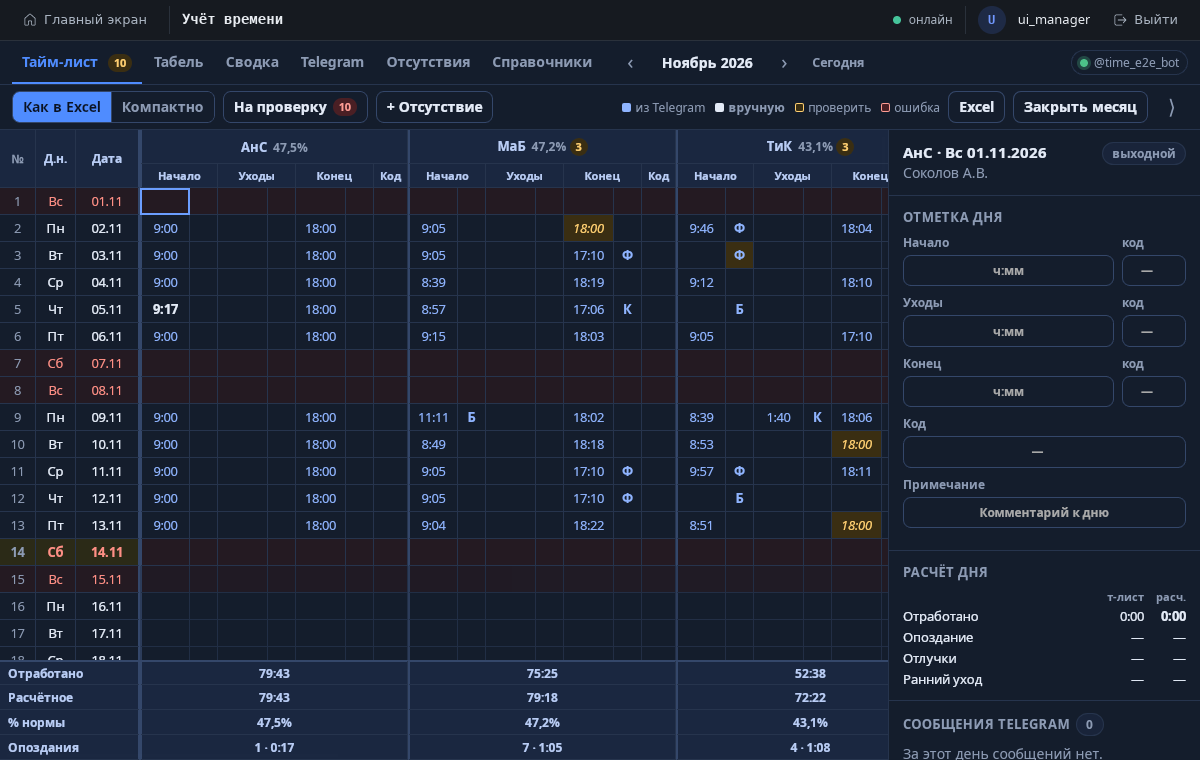 Главный экран Учёт времени онлайн U ui_manager Выйти
Тайм-лист 10 Табель Сводка Telegram Отсутствия Справочники ‹ Ноябрь 2026 › Сегодня @time_e2e_bot
Как в Excel Компактно На проверку 10 + Отсутствие из Telegram вручную проверить ошибка Excel Закрыть месяц ⟩
№ Д.н. Дата АнС 47,5% МаБ 47,2% 3 ТиК 43,1% 3
Начало Уходы Конец Код Начало Уходы Конец Код Начало Уходы Конец
1 Вс 01.11
2 Пн 02.11 9:00 18:00 9:05 18:00 9:46 Ф 18:04
3 Вт 03.11 9:00 18:00 9:05 17:10 Ф Ф
4 Ср 04.11 9:00 18:00 8:39 18:19 9:12 18:10
5 Чт 05.11 9:17 18:00 8:57 17:06 К Б
6 Пт 06.11 9:00 18:00 9:15 18:03 9:05 17:10
7 Сб 07.11
8 Вс 08.11
9 Пн 09.11 9:00 18:00 11:11 Б 18:02 8:39 1:40 К 18:06
10 Вт 10.11 9:00 18:00 8:49 18:18 8:53 18:00
11 Ср 11.11 9:00 18:00 9:05 17:10 Ф 9:57 Ф 18:11
12 Чт 12.11 9:00 18:00 9:05 17:10 Ф Б
13 Пт 13.11 9:00 18:00 9:04 18:22 8:51 18:00
14 Сб 14.11
15 Вс 15.11
16 Пн 16.11
17 Вт 17.11
18 Ср 18.11
Отработано 79:43 75:25 52:38
Расчётное 79:43 79:18 72:22
% нормы 47,5% 47,2% 43,1%
Опоздания 1 · 0:17 7 · 1:05 4 · 1:08
АнС · Вс 01.11.2026 выходной
Соколов А.В.
ОТМЕТКА ДНЯ
Начало код
ч:мм —
Уходы код
ч:мм —
Конец код
ч:мм —
Код
—
Примечание
Комментарий к дню
РАСЧЁТ ДНЯ
т-лист расч.
Отработано 0:00 0:00
Опоздание — —
Отлучки — —
Ранний уход — —
СООБЩЕНИЯ TELEGRAM 0
За этот день сообщений нет.